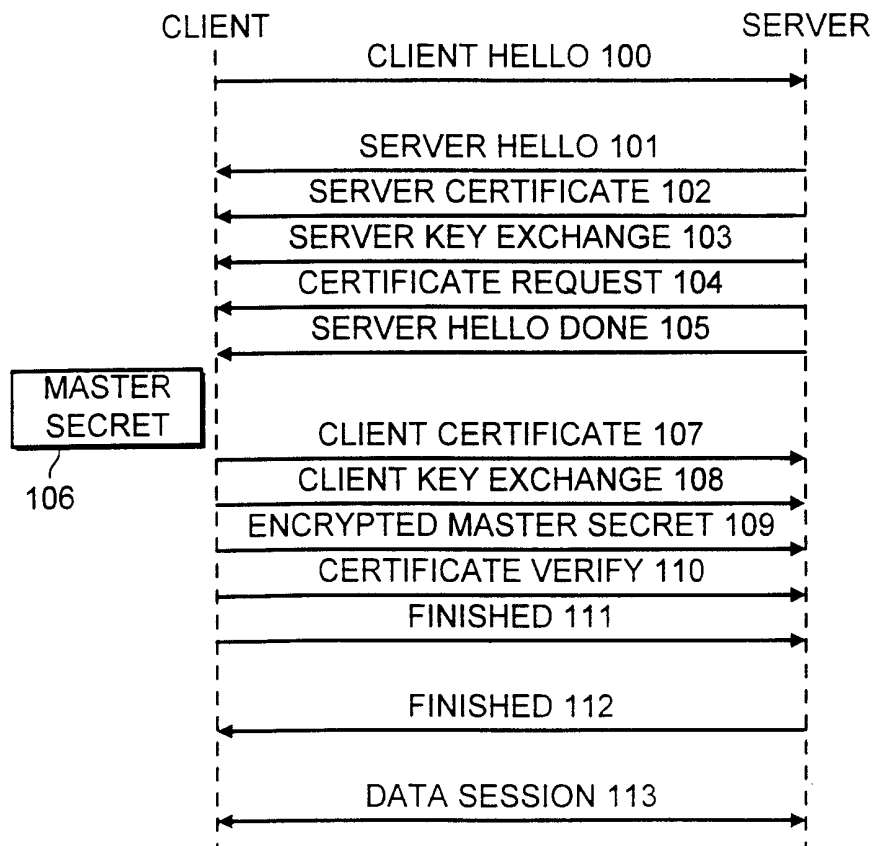 CLIENT
SERVER
CLIENT HELLO 100
SERVER HELLO 101
SERVER CERTIFICATE 102
SERVER KEY EXCHANGE 103
CERTIFICATE REQUEST 104
SERVER HELLO DONE 105
MASTER
SECRET
106
CLIENT CERTIFICATE 107
CLIENT KEY EXCHANGE 108
ENCRYPTED MASTER SECRET 109
CERTIFICATE VERIFY 110
FINISHED 111
FINISHED 112
DATA SESSION 113